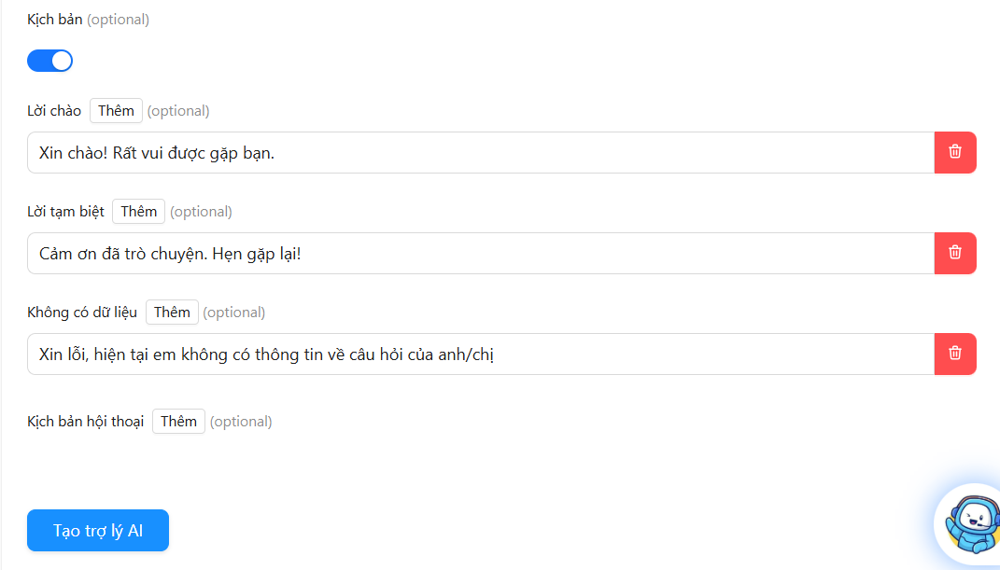 Kịch bản (optional)
Lời chào Thêm (optional)
Xin chào! Rất vui được gặp bạn.
Lời tạm biệt Thêm (optional)
Cảm ơn đã trò chuyện. Hẹn gặp lại!
Không có dữ liệu Thêm (optional)
Xin lỗi, hiện tại em không có thông tin về câu hỏi của anh/chị
Kịch bản hội thoại Thêm (optional)
Tạo trợ lý AI